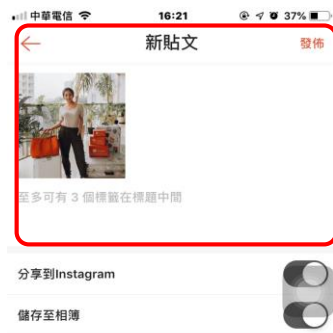 中華電信 16:21 37%
新貼文 發佈
至多可有 3 個標籤在標題中間
分享到Instagram
儲存至相簿